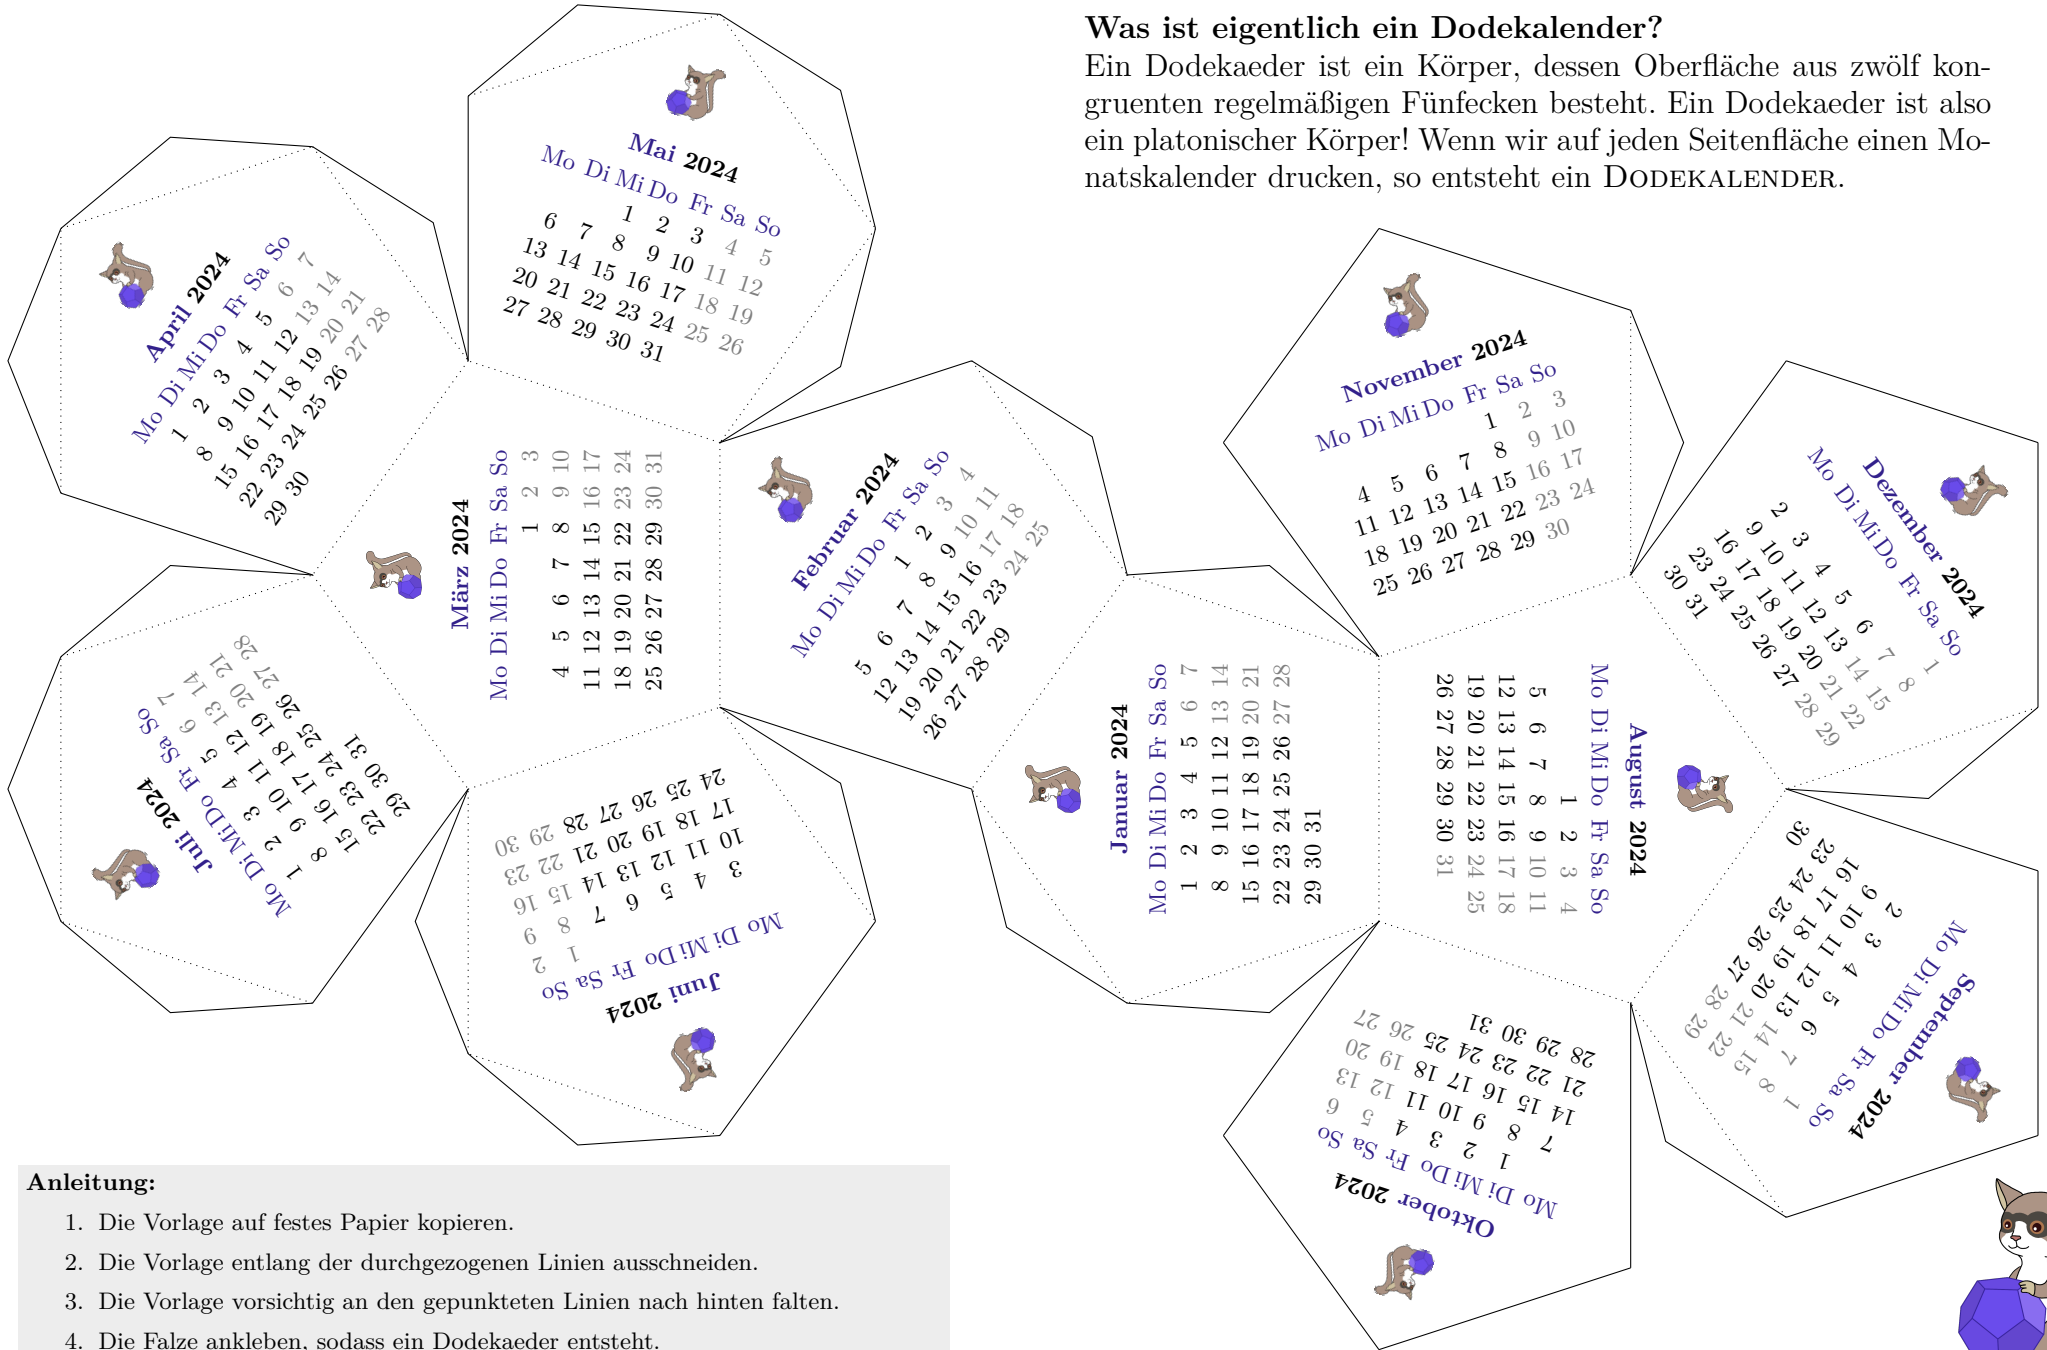 Was ist eigentlich ein Dodekalender?
Ein Dodekaeder ist ein Körper, dessen Oberfläche aus zwölf kon-
gruenten regelmäßigen Fünfecken besteht. Ein Dodekaeder ist also
ein platonischer Körper! Wenn wir auf jeden Seitenfläche einen Mo-
natskalender drucken, so entsteht ein DODEKALENDER.
Mai 2024
Mo Di Mi Do Fr Sa So
1 2 3 4 5
6 7 8 9 10 11 12
13 14 15 16 17 18 19
20 21 22 23 24 25 26
27 28 29 30 31
April 2024
Mo Di Mi Do Fr Sa So
1 2 3 4 5 6 7
8 9 10 11 12 13 14
15 16 17 18 19 20 21
22 23 24 25 26 27 28
29 30
März 2024
Mo Di Mi Do Fr Sa So
1 2 3
4 5 6 7 8 9 10
11 12 13 14 15 16 17
18 19 20 21 22 23 24
25 26 27 28 29 30 31
Februar 2024
Mo Di Mi Do Fr Sa So
1 2 3 4
5 6 7 8 9 10 11
12 13 14 15 16 17 18
19 20 21 22 23 24 25
26 27 28 29
Januar 2024
Mo Di Mi Do Fr Sa So
1 2 3 4 5 6 7
8 9 10 11 12 13 14
15 16 17 18 19 20 21
22 23 24 25 26 27 28
29 30 31
Juli 2024
Mo Di Mi Do Fr Sa So
1 2 3 4 5 6 7
8 9 10 11 12 13 14
15 16 17 18 19 20 21
22 23 24 25 26 27 28
29 30 31
Juni 2024
Mo Di Mi Do Fr Sa So
1 2
3 4 5 6 7 8 9
10 11 12 13 14 15 16
17 18 19 20 21 22 23
24 25 26 27 28 29 30
November 2024
Mo Di Mi Do Fr Sa So
1 2 3
4 5 6 7 8 9 10
11 12 13 14 15 16 17
18 19 20 21 22 23 24
25 26 27 28 29 30
Dezember 2024
Mo Di Mi Do Fr Sa So
1
2 3 4 5 6 7 8
9 10 11 12 13 14 15
16 17 18 19 20 21 22
23 24 25 26 27 28 29
30 31
August 2024
Mo Di Mi Do Fr Sa So
1 2 3 4
5 6 7 8 9 10 11
12 13 14 15 16 17 18
19 20 21 22 23 24 25
26 27 28 29 30 31
September 2024
Mo Di Mi Do Fr Sa So
1
2 3 4 5 6 7 8
9 10 11 12 13 14 15
16 17 18 19 20 21 22
23 24 25 26 27 28 29
30
Oktober 2024
Mo Di Mi Do Fr Sa So
1 2 3 4 5 6
7 8 9 10 11 12 13
14 15 16 17 18 19 20
21 22 23 24 25 26 27
28 29 30 31
Anleitung:
1. Die Vorlage auf festes Papier kopieren.
2. Die Vorlage entlang der durchgezogenen Linien ausschneiden.
3. Die Vorlage vorsichtig an den gepunkteten Linien nach hinten falten.
4. Die Falze ankleben, sodass ein Dodekaeder entsteht.